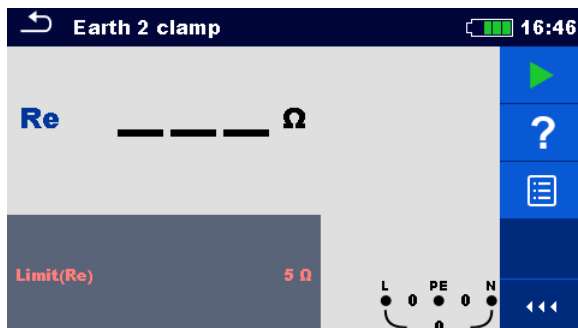 Earth 2 clamp 16:46
Re ___ Ω
?
Limit(Re) 5 Ω
L PE N
0 0
0